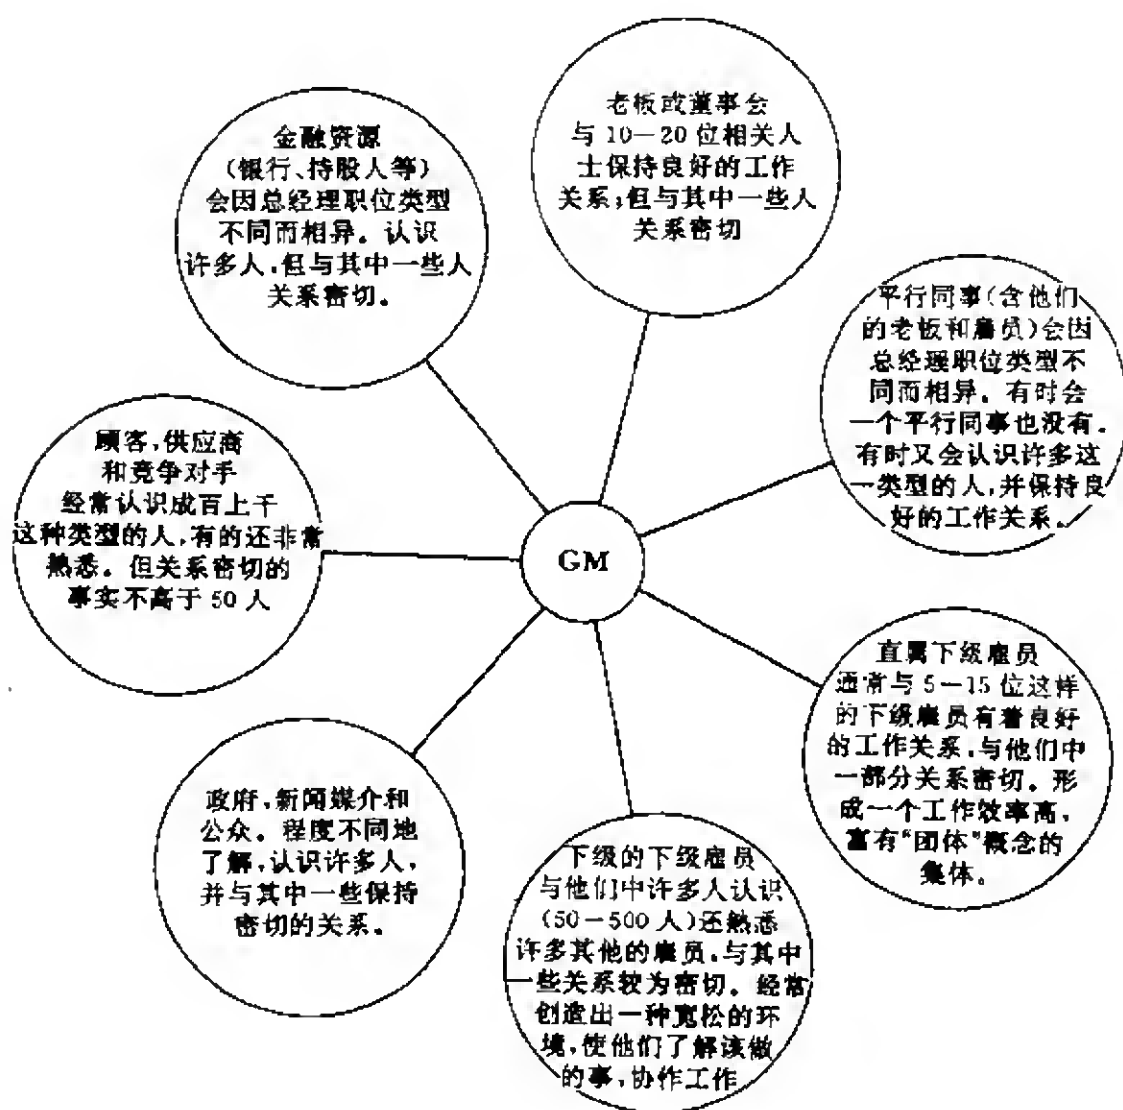 老板或董事会
与 10—20 位相关人
士保持良好的工作
关系;但与其中一些人
关系密切
金融资源
(银行、持股人等)
会因总经理职位类型
不同而相异。认识
许多人,但与其中一些人
关系密切。
平行同事(含他们
的老板和雇员)会因
总经理职位类型不
同而相异。有时会
一个平行同事也没有。
有时又会认识许多这
一类型的人,并保持良
好的工作关系。
顾客,供应商
和竞争对手
经常认识成百上千
这种类型的人,有的还非常
熟悉。但关系密切的
事实不高于 50 人
GM
直属下级雇员
通常与 5—15 位这样
的下级雇员有着良好
的工作关系,与他们中
一部分关系密切。形
成一个工作效率高,
富有“团体”概念的
集体。
政府,新闻媒介和
公众。程度不同地
了解,认识许多人,
并与其中一些保持
密切的关系。
下级的下级雇员
与他们中许多人认识
(50—500 人)还熟悉
许多其他的雇员,与其中
一些关系较为密切。经常
创造出一种宽松的环
境,使他们了解该做
的事,协作工作